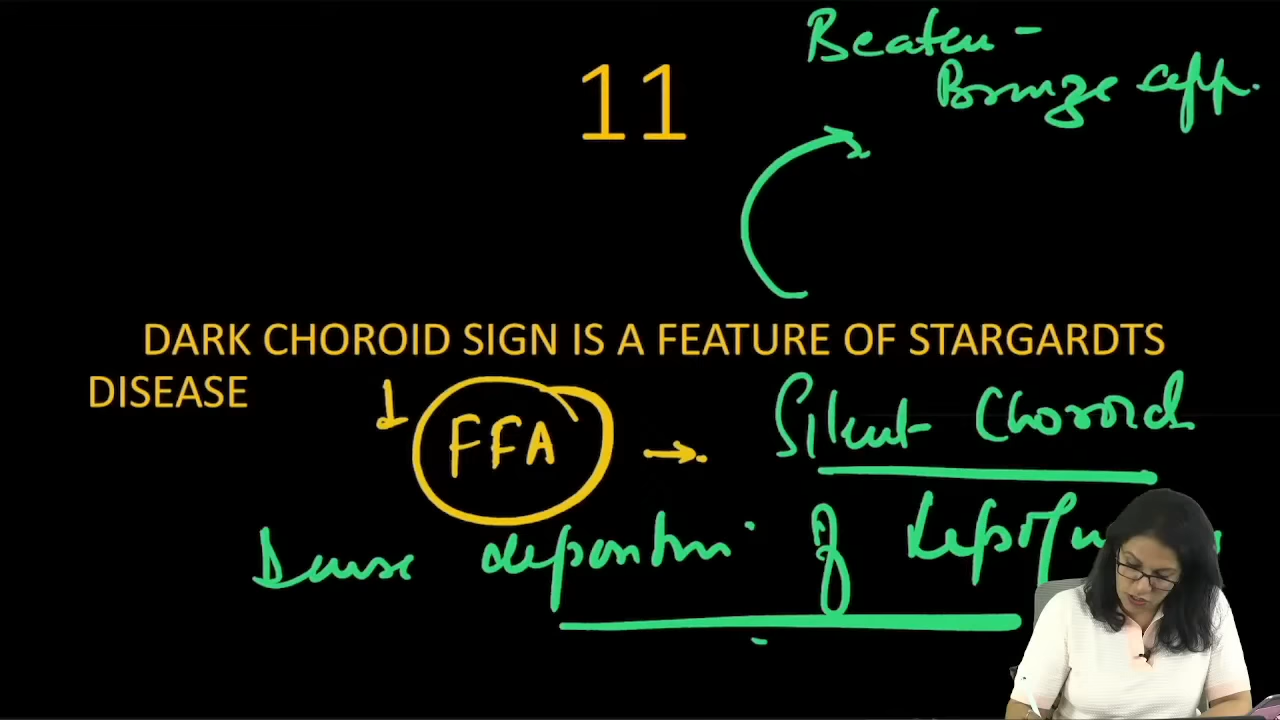 Beaten -
Bronze app.
11
DARK CHOROID SIGN IS A FEATURE OF STARGARDTS
DISEASE
FFA → Silent Choroid
Dense deposition of